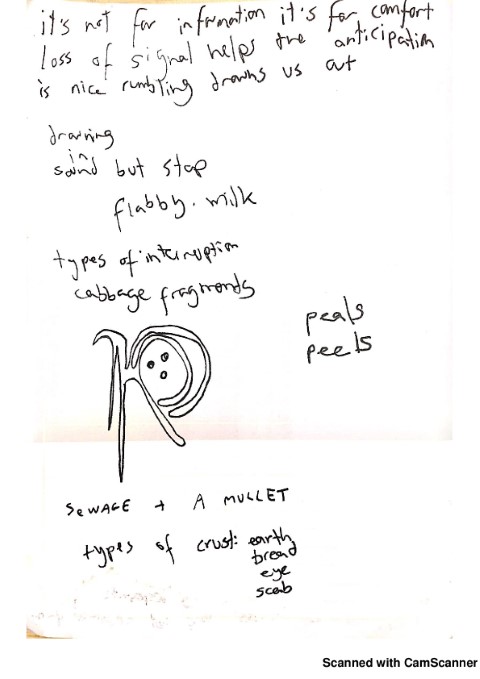 it's not for information it's for comfort
loss of signal helps the anticipation
is nice rumbling drowns us out
drowning
in
sound but stop
flabby. milk
types of interruption
cabbage fragments
peals
peels
SEWAGE + A MULLET
types of crust: earth
bread
eye
scab
Scanned with CamScanner